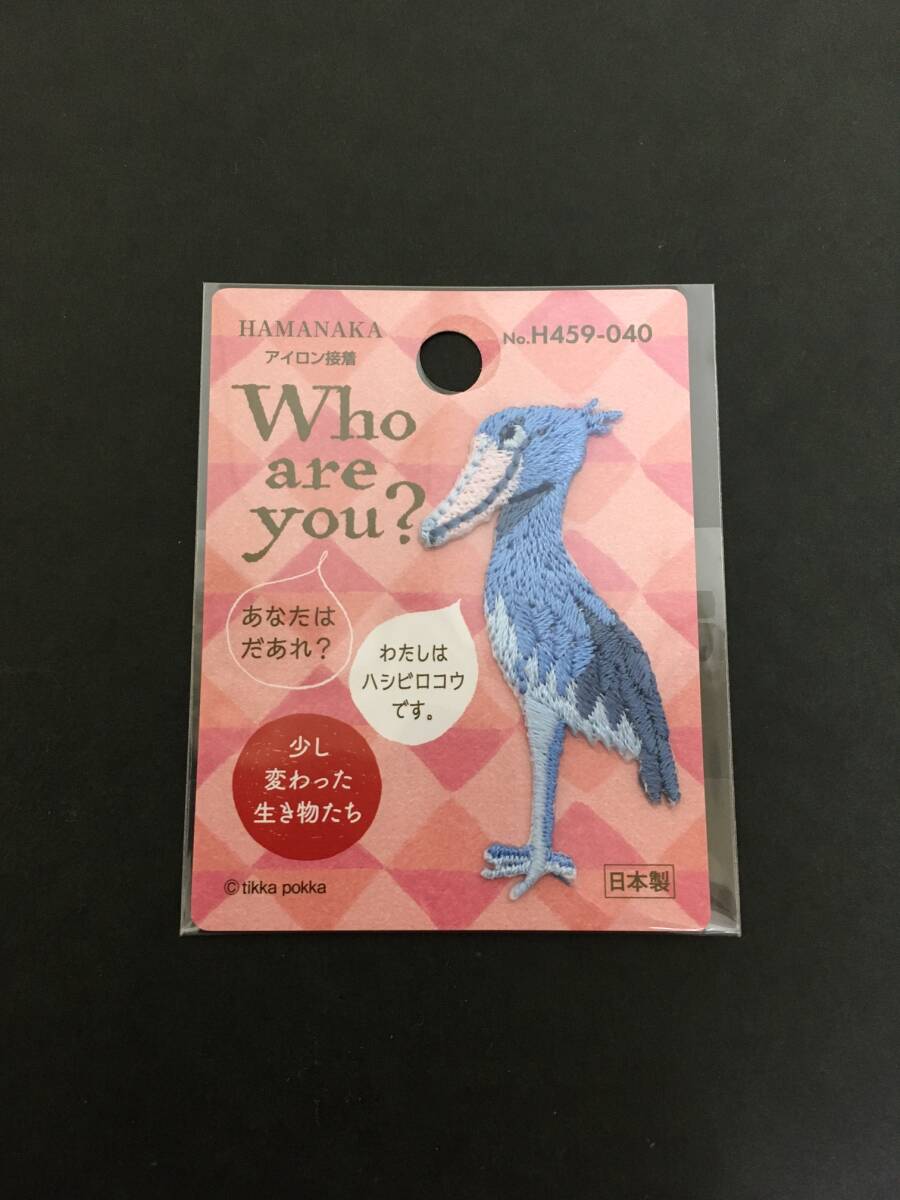 HAMANAKA
アイロン接着
No.H459-040
Who
are
you?
あなたは
だあれ？
わたしは
ハシビロコウ
です。
少し
変わった
生き物たち
©tikka pokka
日本製